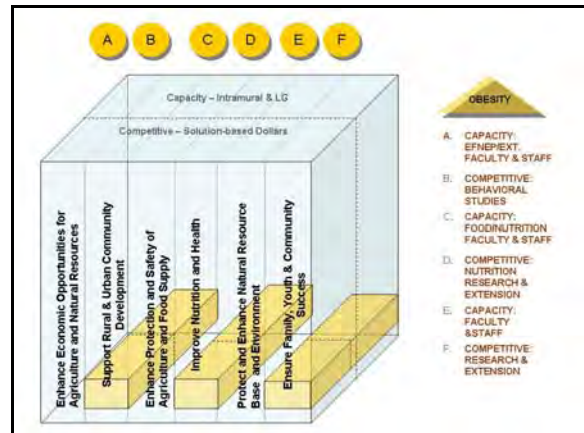 A B C D E F
Capacity – Intramural & LG
Competitive – Solution-based Dollars
Enhance Economic Opportunities for
Agriculture and Natural Resources
Support Rural & Urban Community
Development
Enhance Protection and Safety of
Agriculture and Food Supply
Improve Nutrition and Health
Protect and Enhance Natural Resource
Base and Environment
Ensure Family, Youth & Community
Success
OBESITY
A. CAPACITY:
EFNEP/EXT.
FACULTY & STAFF
B. COMPETITIVE:
BEHAVIORAL
STUDIES
C. CAPACITY:
FOOD/NUTRITION
FACULTY & STAFF
D. COMPETITIVE:
NUTRITION
RESEARCH &
EXTENSION
E. CAPACITY:
FACULTY
&STAFF
F. COMPETITIVE:
RESEARCH &
EXTENSION